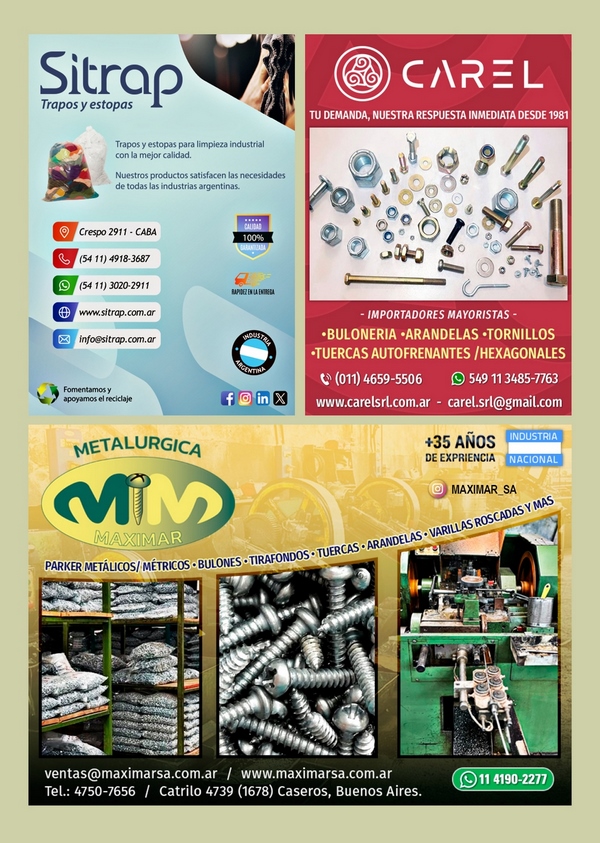 Sitrap
Trapos y estopas
Trapos y estopas para limpieza industrial
con la mejor calidad.
Nuestros productos satisfacen las necesidades
de todas las industrias argentinas.
Crespo 2911 - CABA
(54 11) 4918-3687
(54 11) 3020-2911
www.sitrap.com.ar
info@sitrap.com.ar
CALIDAD
100%
GARANTIZADA
RAPIDEZ EN LA ENTREGA
INDUSTRIA
ARGENTINA
Fomentamos y
apoyamos el reciclaje
CAREL
TU DEMANDA, NUESTRA RESPUESTA INMEDIATA DESDE 1981
- IMPORTADORES MAYORISTAS -
•BULONERIA •ARANDELAS •TORNILLOS
•TUERCAS AUTOFRENANTES /HEXAGONALES
(011) 4659-5506 549 11 3485-7763
www.carelsrl.com.ar - carel.srl@gmail.com
METALURGICA
MM
MAXIMAR
+35 AÑOS
DE EXPRIENCIA
INDUSTRIA
NACIONAL
MAXIMAR_SA
PARKER METÁLICOS/ MÉTRICOS • BULONES • TIRAFONDOS • TUERCAS • ARANDELAS • VARILLAS ROSCADAS Y MAS
ventas@maximarsa.com.ar / www.maximarsa.com.ar
Tel.: 4750-7656 / Catrilo 4739 (1678) Caseros, Buenos Aires.
11 4190-2277